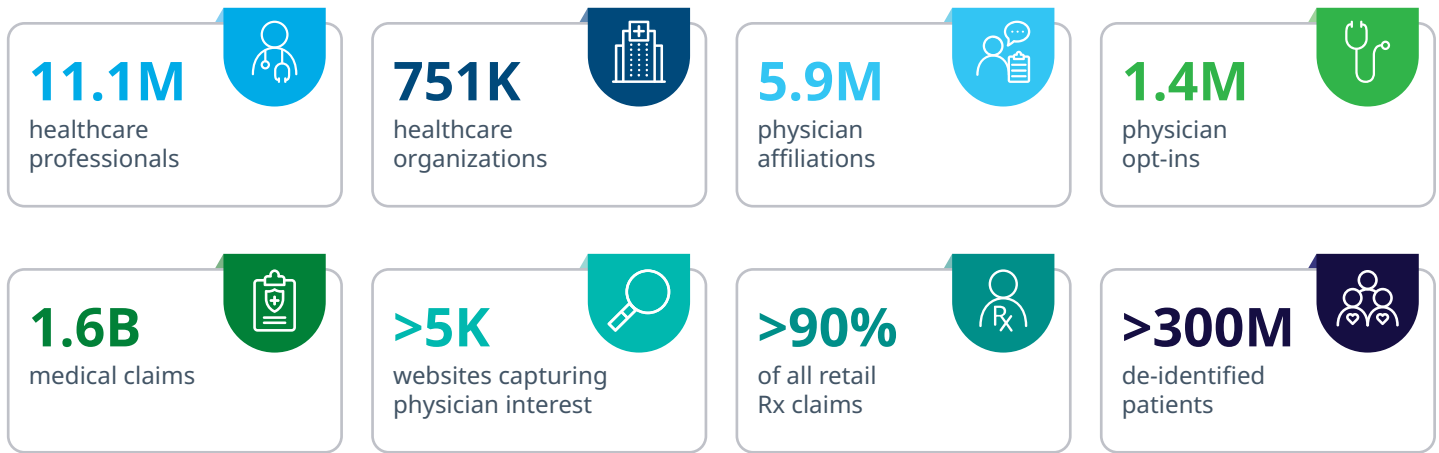 11.1M
healthcare
professionals
751K
healthcare
organizations
5.9M
physician
affiliations
1.4M
physician
opt-ins
1.6B
medical claims
>5K
websites capturing
physician interest
>90%
of all retail
Rx claims
Rx
>300M
de-identified
patients